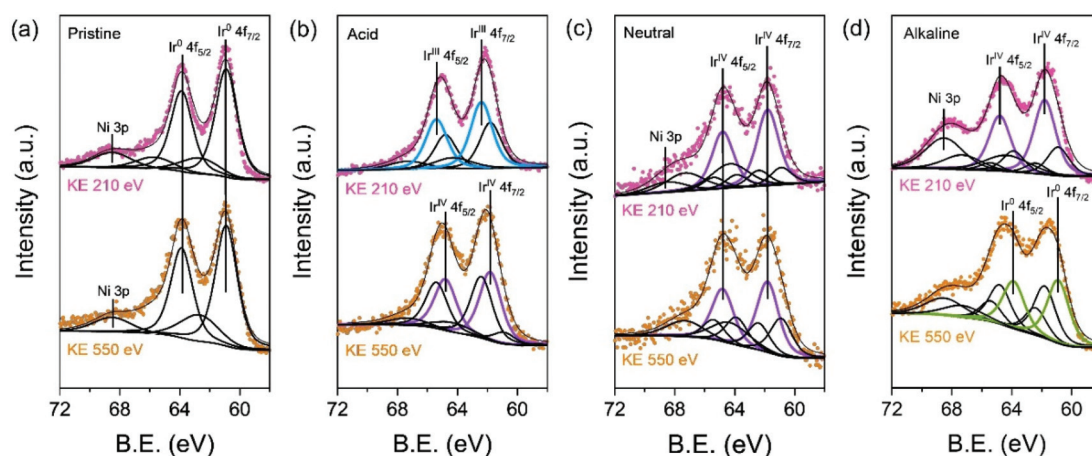 (a)
Pristine
Ir⁰ 4f₅/₂
Ir⁰ 4f₇/₂
Ni 3p
KE 210 eV
Ni 3p
KE 550 eV
Intensity (a.u.)
72 68 64 60
B.E. (eV)
(b)
Acid
Irᴵᴵᴵ 4f₇/₂
Irᴵᴵᴵ 4f₅/₂
KE 210 eV
Irᴵⱽ 4f₇/₂
Irᴵⱽ 4f₅/₂
KE 550 eV
Intensity (a.u.)
72 68 64 60
B.E. (eV)
(c)
Neutral
Irᴵⱽ 4f₇/₂
Irᴵⱽ 4f₅/₂
Ni 3p
KE 210 eV
KE 550 eV
Intensity (a.u.)
72 68 64 60
B.E. (eV)
(d)
Alkaline
Irᴵⱽ 4f₇/₂
Irᴵⱽ 4f₅/₂
Ni 3p
KE 210 eV
Ir⁰ 4f₇/₂
Ir⁰ 4f₅/₂
KE 550 eV
Intensity (a.u.)
72 68 64 60
B.E. (eV)